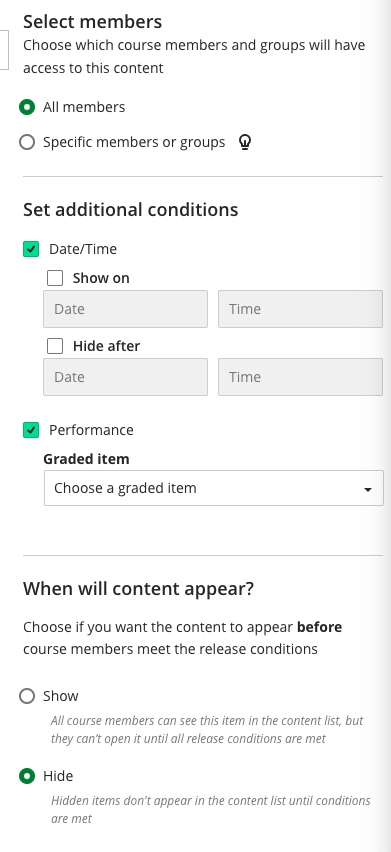 Select members
Choose which course members and groups will have
access to this content
All members
Specific members or groups
Set additional conditions
Date/Time
Show on
Date Time
Hide after
Date Time
Performance
Graded item
Choose a graded item
When will content appear?
Choose if you want the content to appear before
course members meet the release conditions
Show
All course members can see this item in the content list, but
they can’t open it until all release conditions are met
Hide
Hidden items don't appear in the content list until conditions
are met